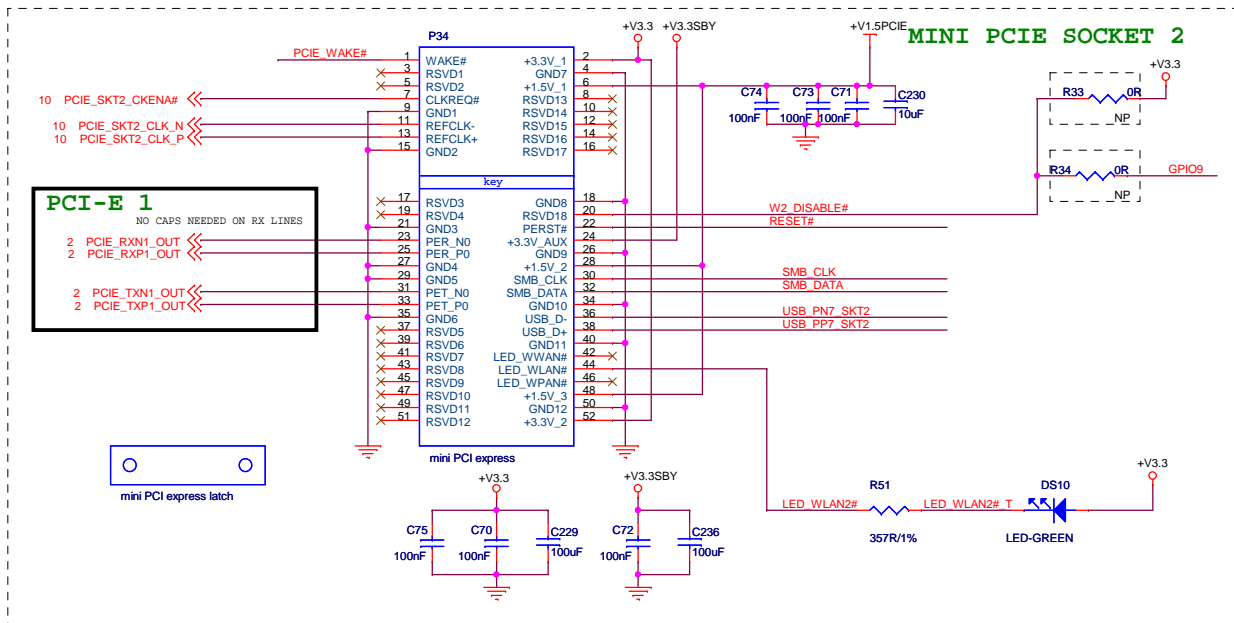 MINI PCIE SOCKET 2
+V3.3
+V3.3SBY
+V1.5PCIE
+V3.3
P34
PCIE_WAKE#
10 PCIE_SKT2_CKENA#
10 PCIE_SKT2_CLK_N
10 PCIE_SKT2_CLK_P
1 WAKE# +3.3V_1 2
3 RSVD1 GND7 4
5 RSVD2 +1.5V_1 6
7 CLKREQ# RSVD13 8
9 GND1 RSVD14 10
11 REFCLK- RSVD15 12
13 REFCLK+ RSVD16 14
15 GND2 RSVD17 16
key
17 RSVD3 GND8 18
19 RSVD4 RSVD18 20
21 GND3 PERST# 22
23 PER_N0 +3.3V_AUX 24
25 PER_P0 GND9 26
27 GND4 +1.5V_2 28
29 GND5 SMB_CLK 30
31 PET_N0 SMB_DATA 32
33 PET_P0 GND10 34
35 GND6 USB_D- 36
37 RSVD5 USB_D+ 38
39 RSVD6 GND11 40
41 RSVD7 LED_WWAN# 42
43 RSVD8 LED_WLAN# 44
45 RSVD9 LED_WPAN# 46
47 RSVD10 +1.5V_3 48
49 RSVD11 GND12 50
51 RSVD12 +3.3V_2 52
mini PCI express
C74
100nF
C73
100nF
C71
100nF
C230
10uF
R33 0R
NP
R34 0R
NP
GPIO9
W2_DISABLE#
RESET#
SMB_CLK
SMB_DATA
USB_PN7_SKT2
USB_PP7_SKT2
PCI-E 1
NO CAPS NEEDED ON RX LINES
2 PCIE_RXN1_OUT
2 PCIE_RXP1_OUT
2 PCIE_TXN1_OUT
2 PCIE_TXP1_OUT
mini PCI express latch
+V3.3
C75
100nF
C70
100nF
C229
100uF
+V3.3SBY
C72
100nF
C236
100uF
LED_WLAN2#
R51
357R/1%
LED_WLAN2#_T
DS10
LED-GREEN
+V3.3